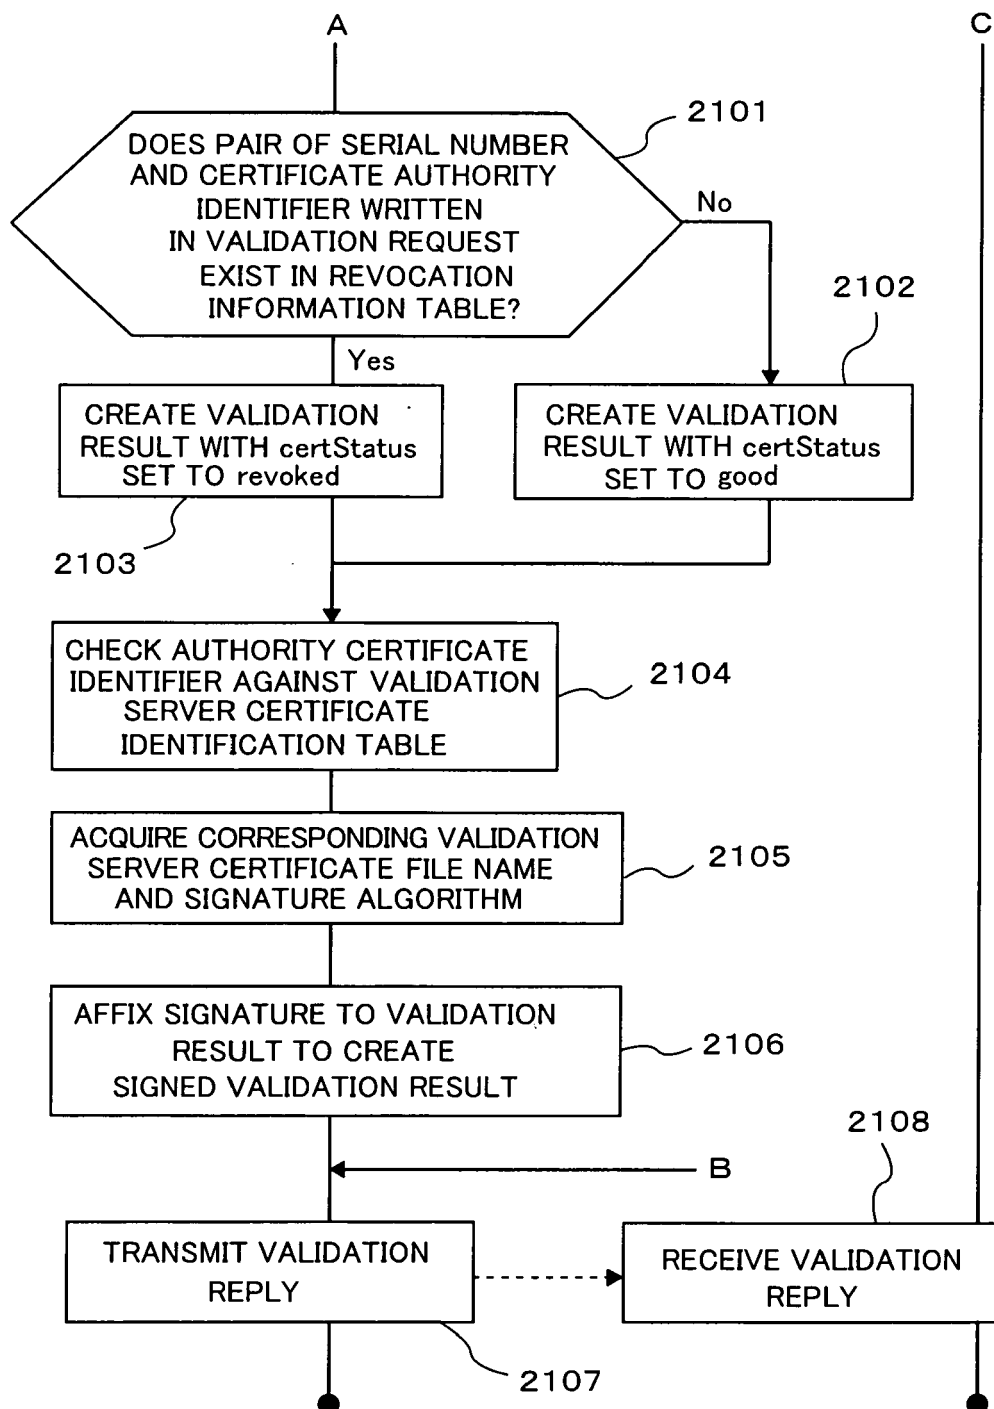 A
C
2101
DOES PAIR OF SERIAL NUMBER
AND CERTIFICATE AUTHORITY
IDENTIFIER WRITTEN
IN VALIDATION REQUEST
EXIST IN REVOCATION
INFORMATION TABLE?
No
2102
Yes
CREATE VALIDATION
RESULT WITH certStatus
SET TO revoked
CREATE VALIDATION
RESULT WITH certStatus
SET TO good
2103
CHECK AUTHORITY CERTIFICATE
IDENTIFIER AGAINST VALIDATION
SERVER CERTIFICATE
IDENTIFICATION TABLE
2104
ACQUIRE CORRESPONDING VALIDATION
SERVER CERTIFICATE FILE NAME
AND SIGNATURE ALGORITHM
2105
AFFIX SIGNATURE TO VALIDATION
RESULT TO CREATE
SIGNED VALIDATION RESULT
2106
2108
B
TRANSMIT VALIDATION
REPLY
RECEIVE VALIDATION
REPLY
2107